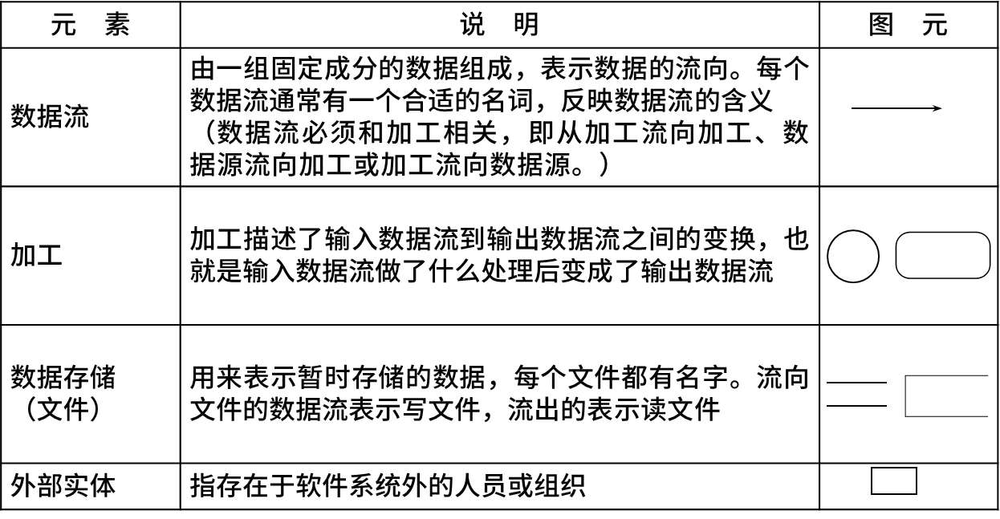 元 素 说 明 图 元
数据流
由一组固定成分的数据组成，表示数据的流向。每个
数据流通常有一个合适的名词，反映数据流的含义
（数据流必须和加工相关，即从加工流向加工、数
据源流向加工或加工流向数据源。）
加工
加工描述了输入数据流到输出数据流之间的变换，也
就是输入数据流做了什么处理后变成了输出数据流
数据存储
（文件）
用来表示暂时存储的数据，每个文件都有名字。流向
文件的数据流表示写文件，流出的表示读文件
外部实体
指存在于软件系统外的人员或组织